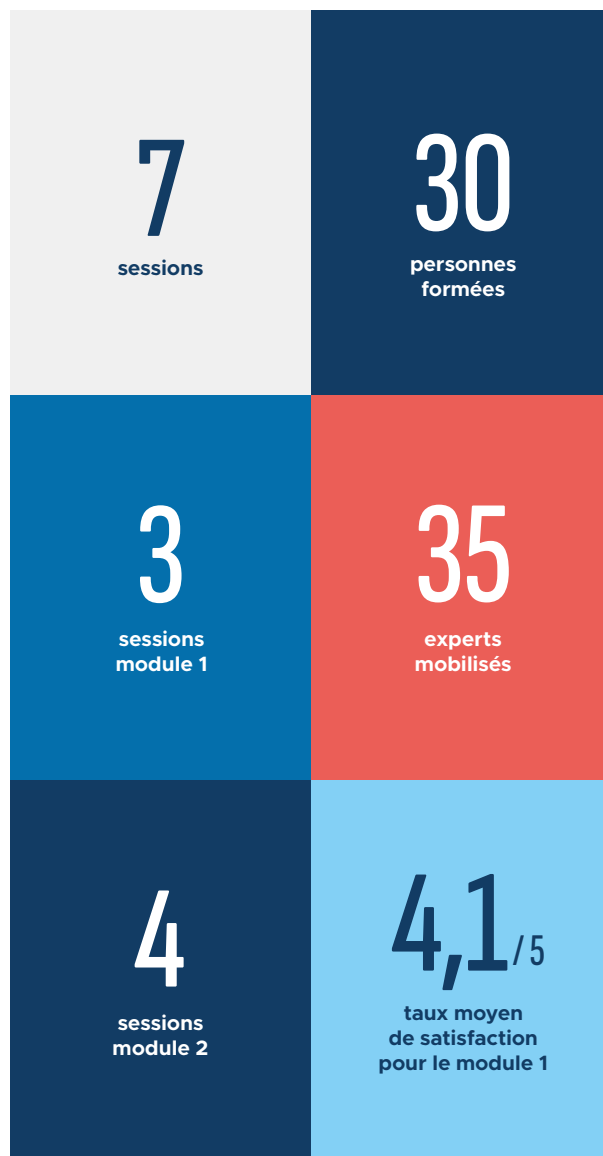 7
sessions
30
personnes
formées
3
sessions
module 1
35
experts
mobilisés
4
sessions
module 2
4,1/5
taux moyen
de satisfaction
pour le module 1